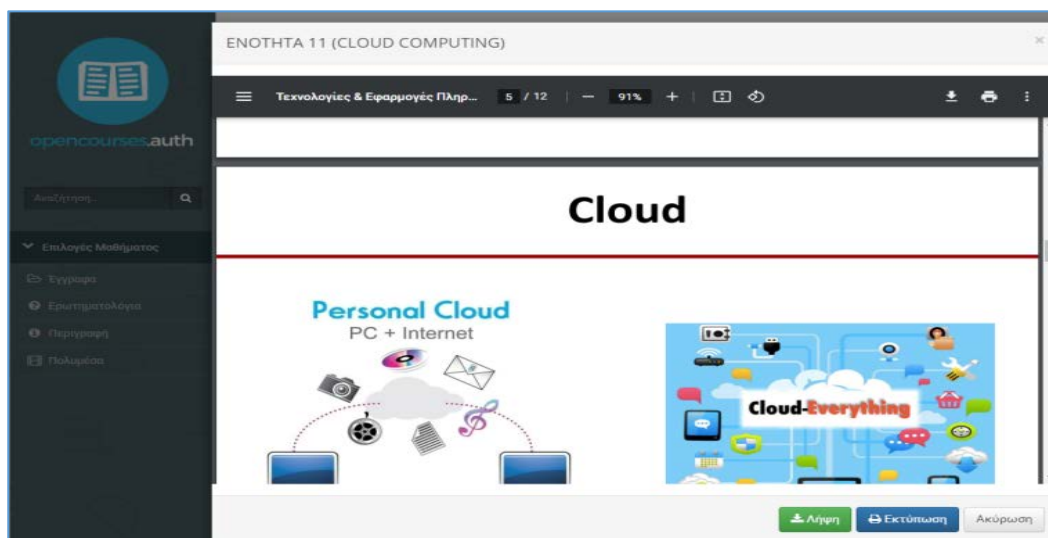 ΕΝΟΤΗΤΑ 11 (CLOUD COMPUTING)
×
Τεχνολογίες & Εφαρμογές Πληρ... 5 / 12 | − 91% + |
opencourses.auth
Αναζήτηση...
Επιλογές Μαθήματος
Έγγραφα
Ερωτηματολόγια
Περιγραφή
Πολυμέσα
Cloud
Personal Cloud
PC + Internet
Cloud-Everything
Λήψη
Εκτύπωση
Ακύρωση